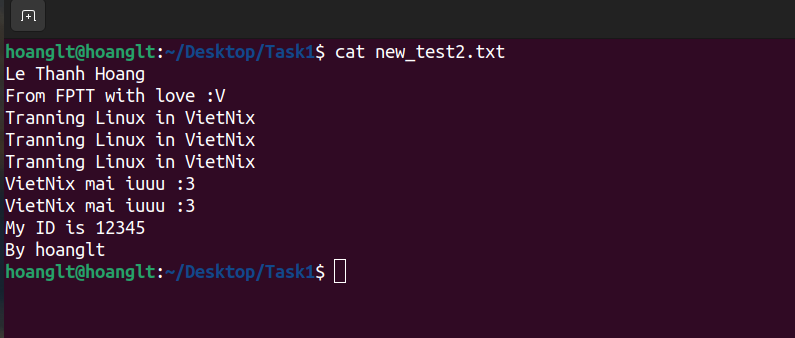 hoanglt@hoanglt:~/Desktop/Task1$ cat new_test2.txt
Le Thanh Hoang
From FPTT with love :V
Tranning Linux in VietNix
Tranning Linux in VietNix
Tranning Linux in VietNix
VietNix mai iuuu :3
VietNix mai iuuu :3
My ID is 12345
By hoanglt
hoanglt@hoanglt:~/Desktop/Task1$